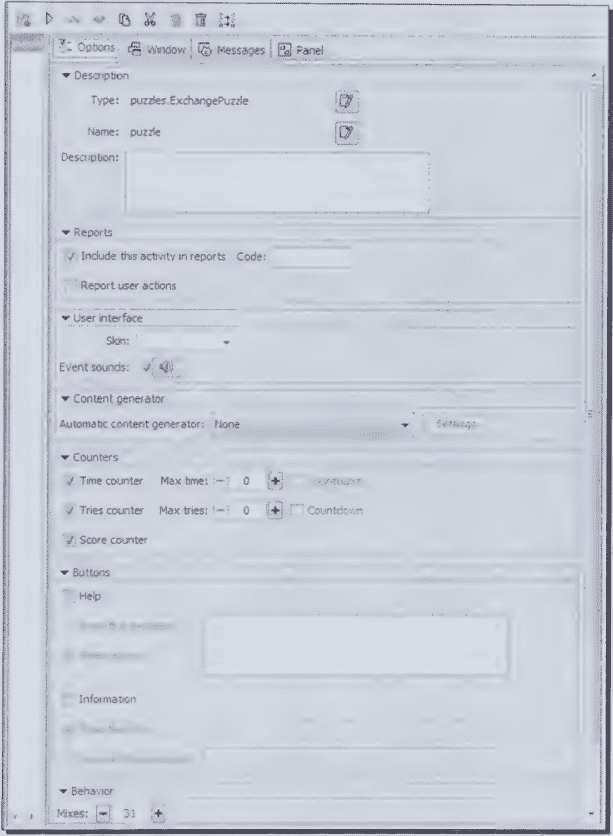 Options Window Messages Panel
Description
Type: puzzles.ExchangePuzzle
Name: puzzle
Description:
Reports
Include this activity in reports Code:
Report user actions
User interface
Skin:
Event sounds:
Content generator
Automatic content generator: None Settings
Counters
Time counter Max time: 0
Tries counter Max tries: 0 Countdown
Score counter
Buttons
Help
Information
Behavior
Mixes: 31